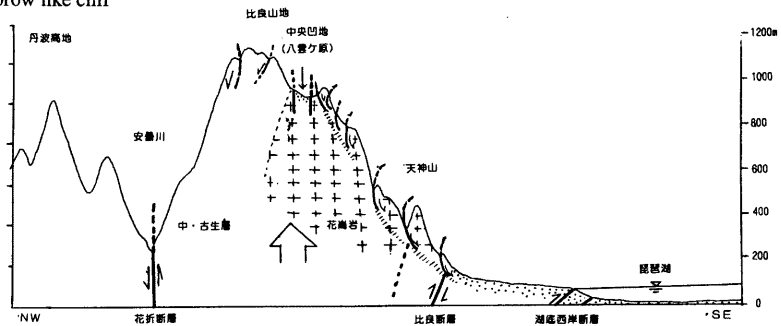 brow like cliff
比良山地
中央凹地
(八雲ケ原)
丹波高地
1200m
1000
安曇川
800
天神山
600
400
中・古生層
花崗岩
200
琵琶湖
0
NW
花折断層
比良断層
湖底西岸断層
SE